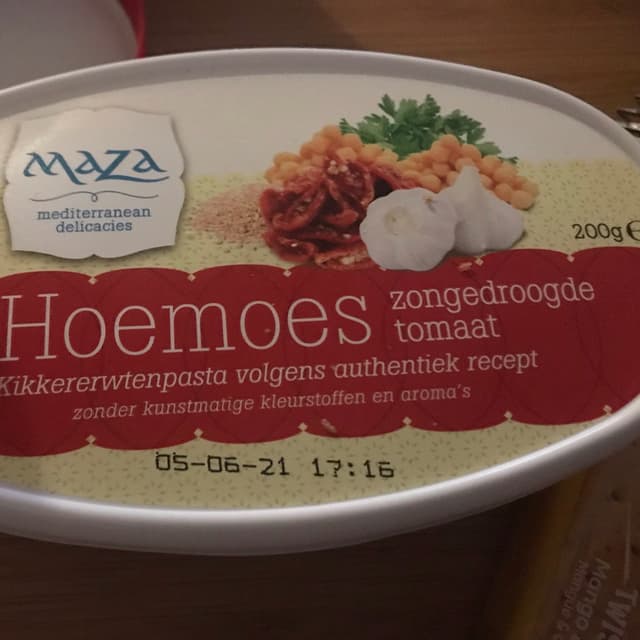 MAZA
mediterranean
delicacies
200g
Hoemoes
zongedroogde
tomaat
Kikkererwtenpasta volgens authentiek recept
zonder kunstmatige kleurstoffen en aroma's
05-06-21 17:16
Mango